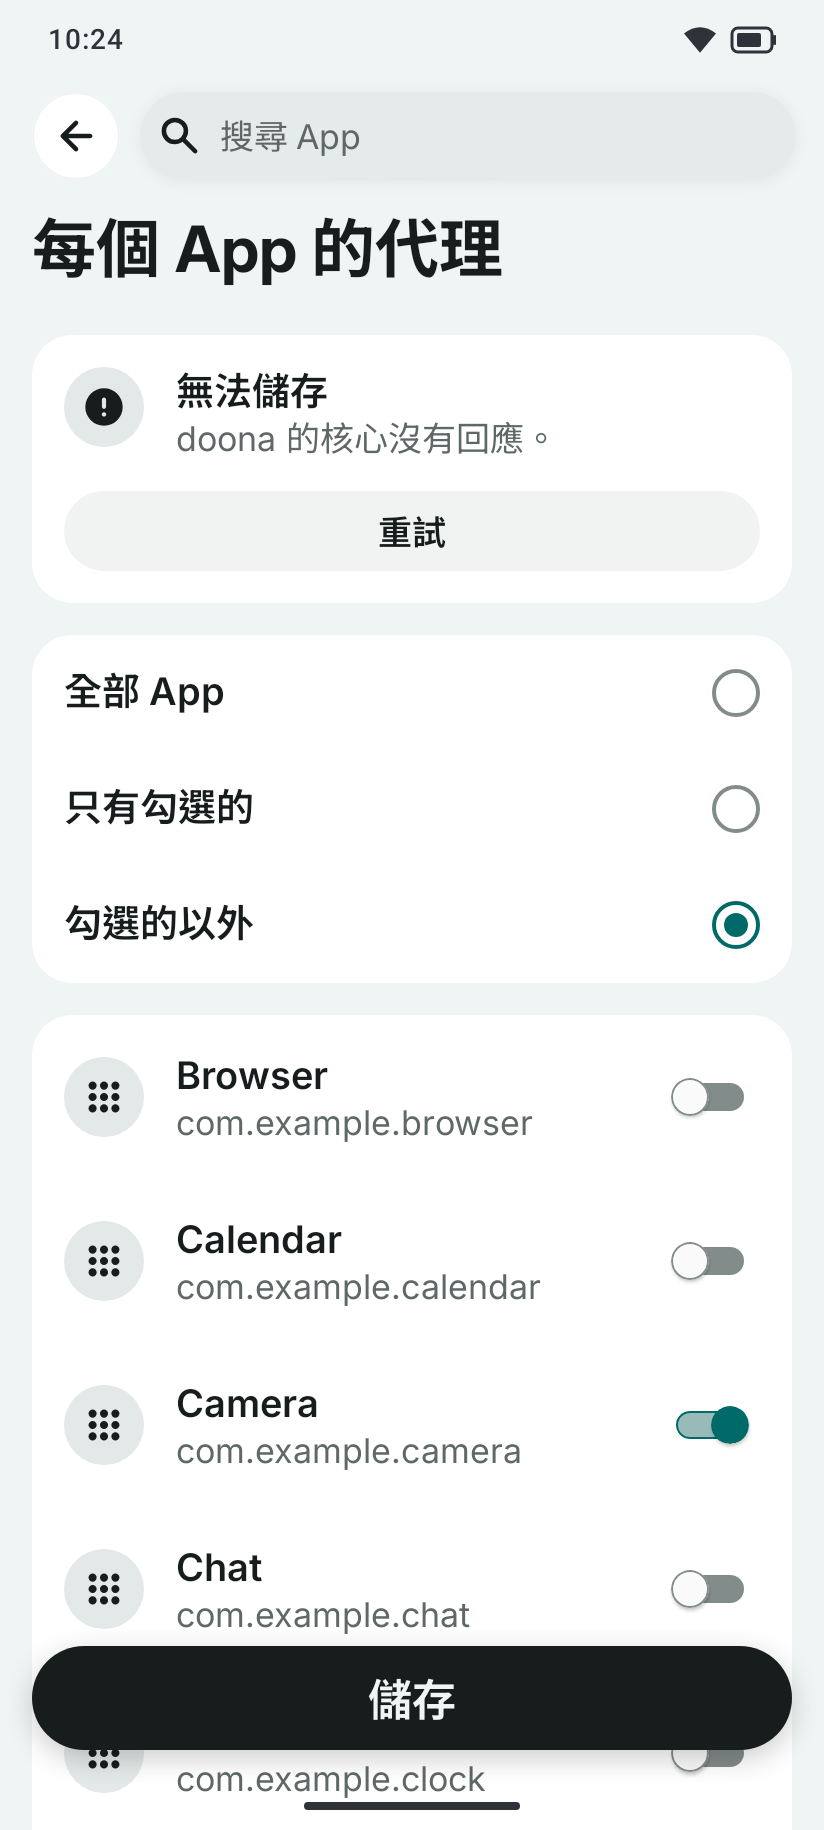 10:24
搜尋 App
每個 App 的代理
無法儲存
doona 的核心沒有回應。
重試
全部 App
只有勾選的
勾選的以外
Browser
com.example.browser
Calendar
com.example.calendar
Camera
com.example.camera
Chat
com.example.chat
儲存
com.example.clock